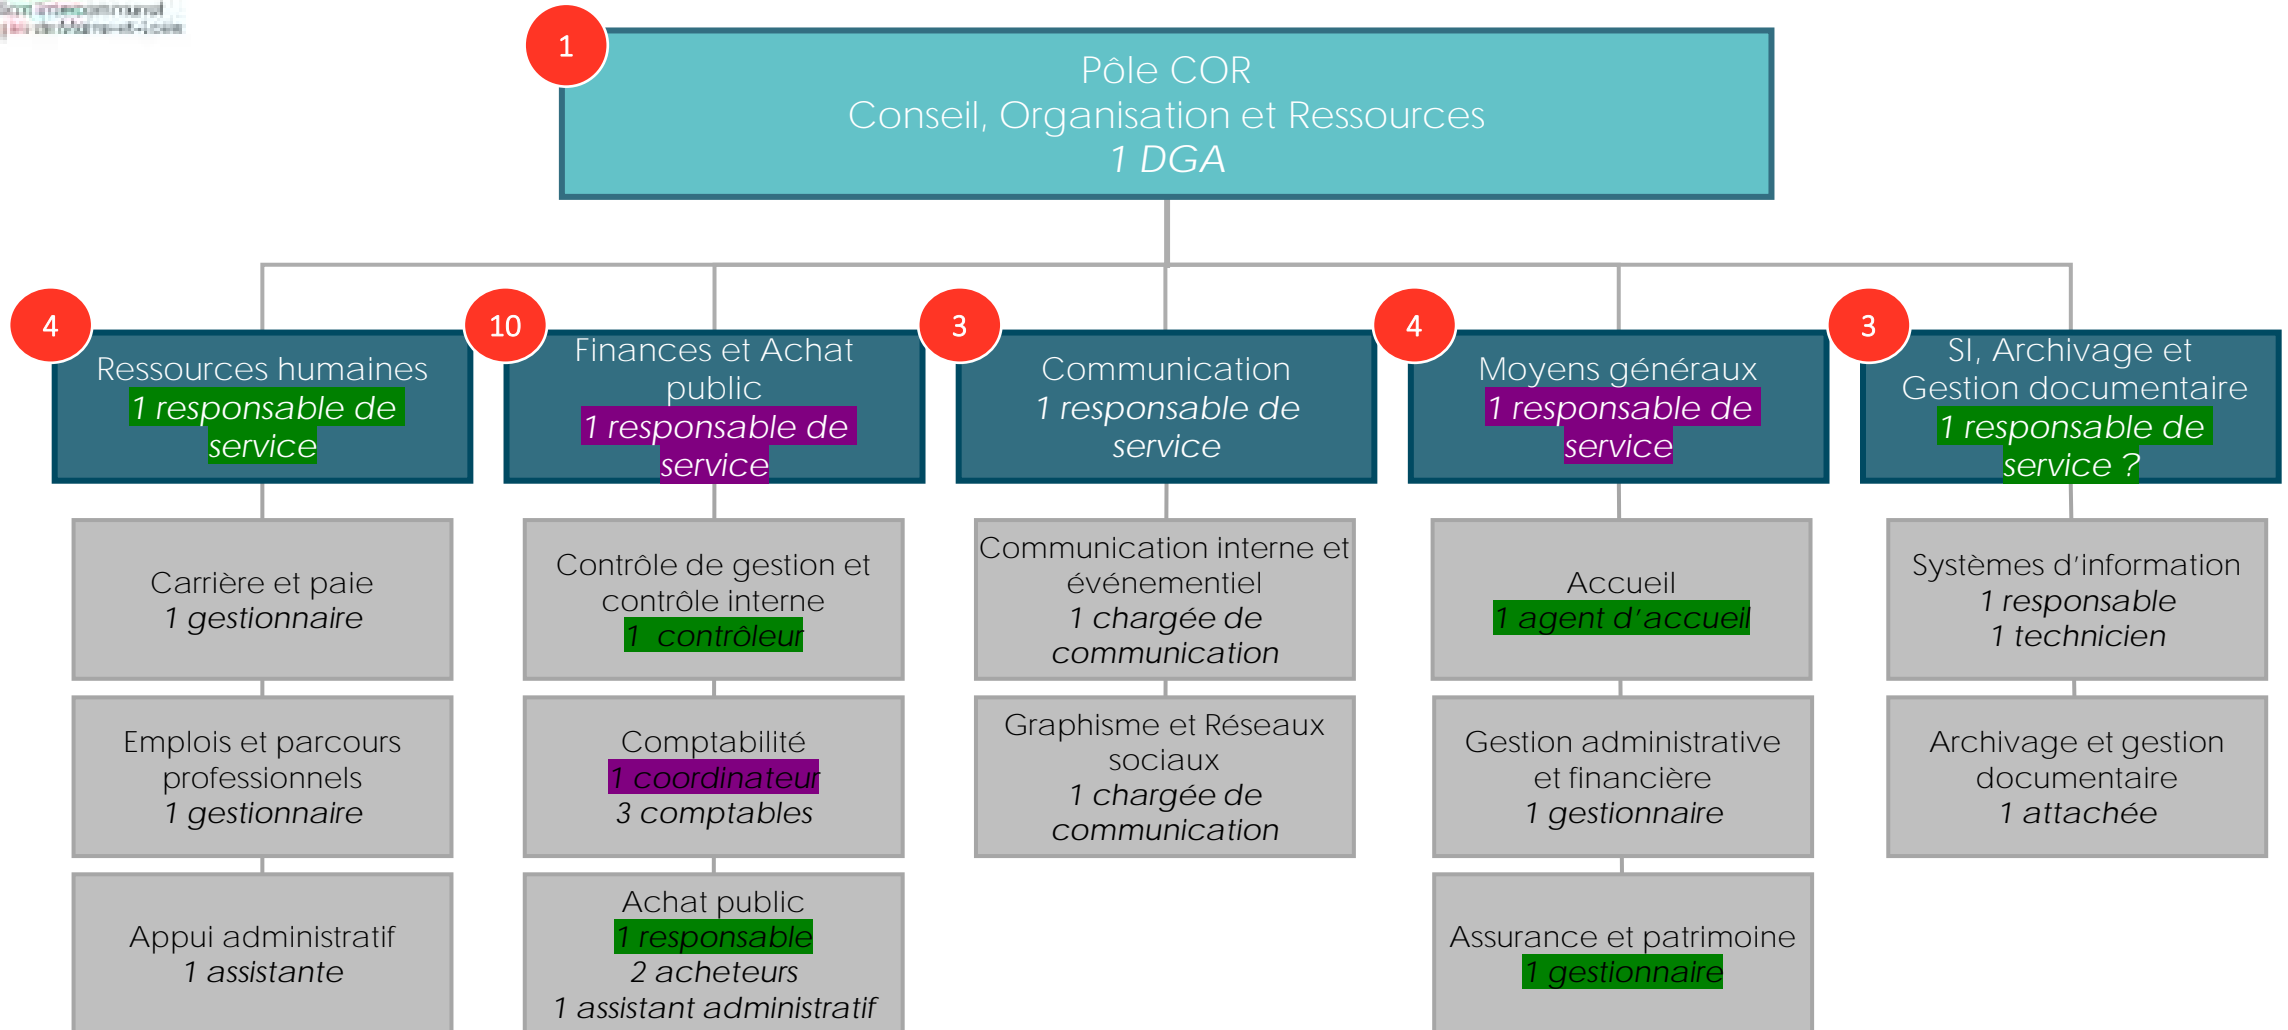 de Maine-et-Loire
1
Pôle COR
Conseil, Organisation et Ressources
1 DGA
4
Ressources humaines
1 responsable de
service
10
Finances et Achat
public
1 responsable de
service
3
Communication
1 responsable de
service
4
Moyens généraux
1 responsable de
service
3
SI, Archivage et
Gestion documentaire
1 responsable de
service ?
Carrière et paie
1 gestionnaire
Emplois et parcours
professionnels
1 gestionnaire
Appui administratif
1 assistante
Contrôle de gestion et
contrôle interne
1 contrôleur
Comptabilité
1 coordinateur
3 comptables
Achat public
1 responsable
2 acheteurs
1 assistant administratif
Communication interne et
événementiel
1 chargée de
communication
Graphisme et Réseaux
sociaux
1 chargée de
communication
Accueil
1 agent d'accueil
Gestion administrative
et financière
1 gestionnaire
Assurance et patrimoine
1 gestionnaire
Systèmes d'information
1 responsable
1 technicien
Archivage et gestion
documentaire
1 attachée